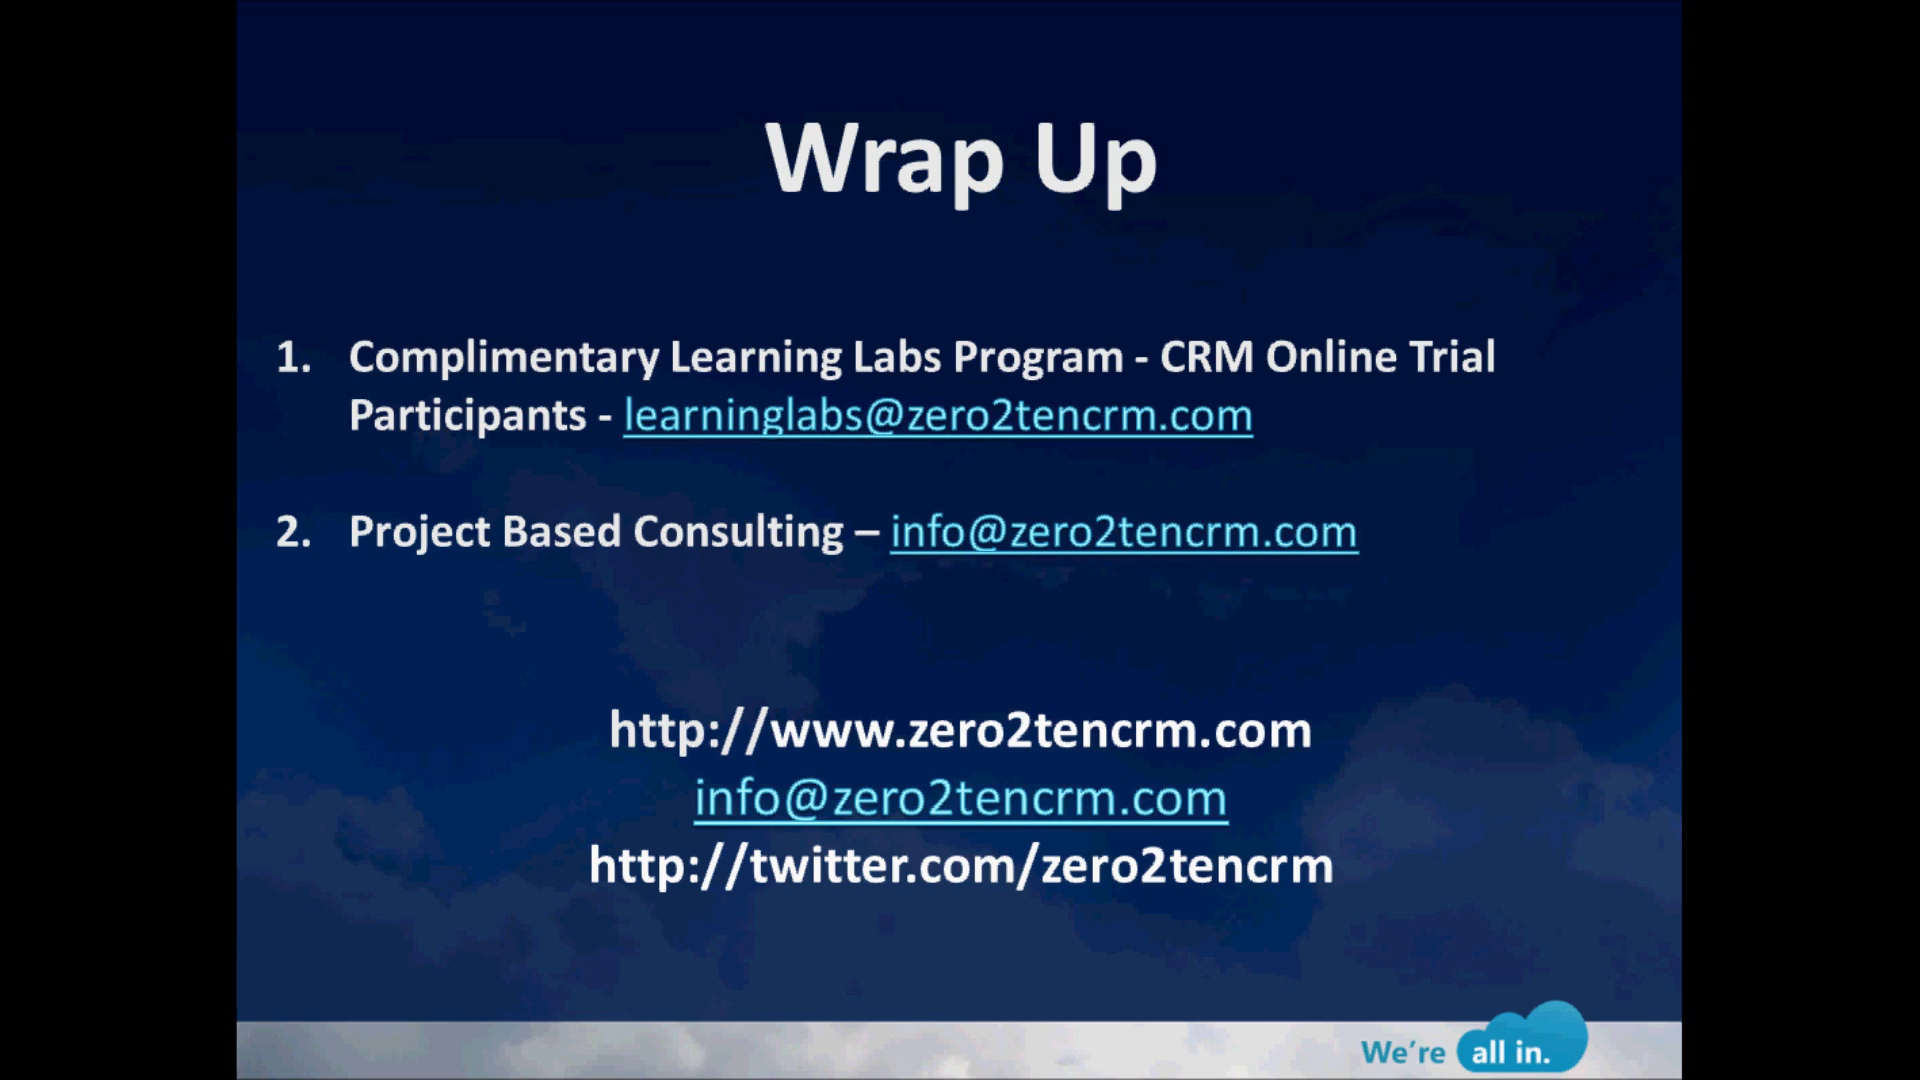 Wrap Up
1. Complimentary Learning Labs Program - CRM Online Trial
Participants - learninglabs@zero2tencrm.com
2. Project Based Consulting – info@zero2tencrm.com
http://www.zero2tencrm.com
info@zero2tencrm.com
http://twitter.com/zero2tencrm
We're all in.